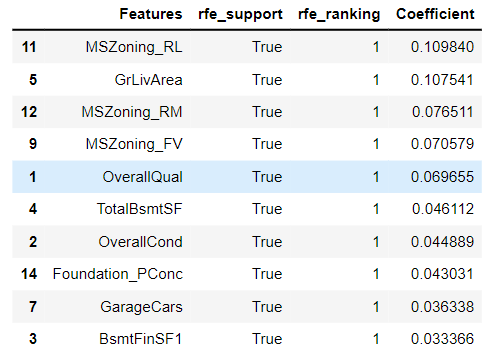 Features rfe_support rfe_ranking Coefficient
11 MSZoning_RL True 1 0.109840
5 GrLivArea True 1 0.107541
12 MSZoning_RM True 1 0.076511
9 MSZoning_FV True 1 0.070579
1 OverallQual True 1 0.069655
4 TotalBsmtSF True 1 0.046112
2 OverallCond True 1 0.044889
14 Foundation_PConc True 1 0.043031
7 GarageCars True 1 0.036338
3 BsmtFinSF1 True 1 0.033366